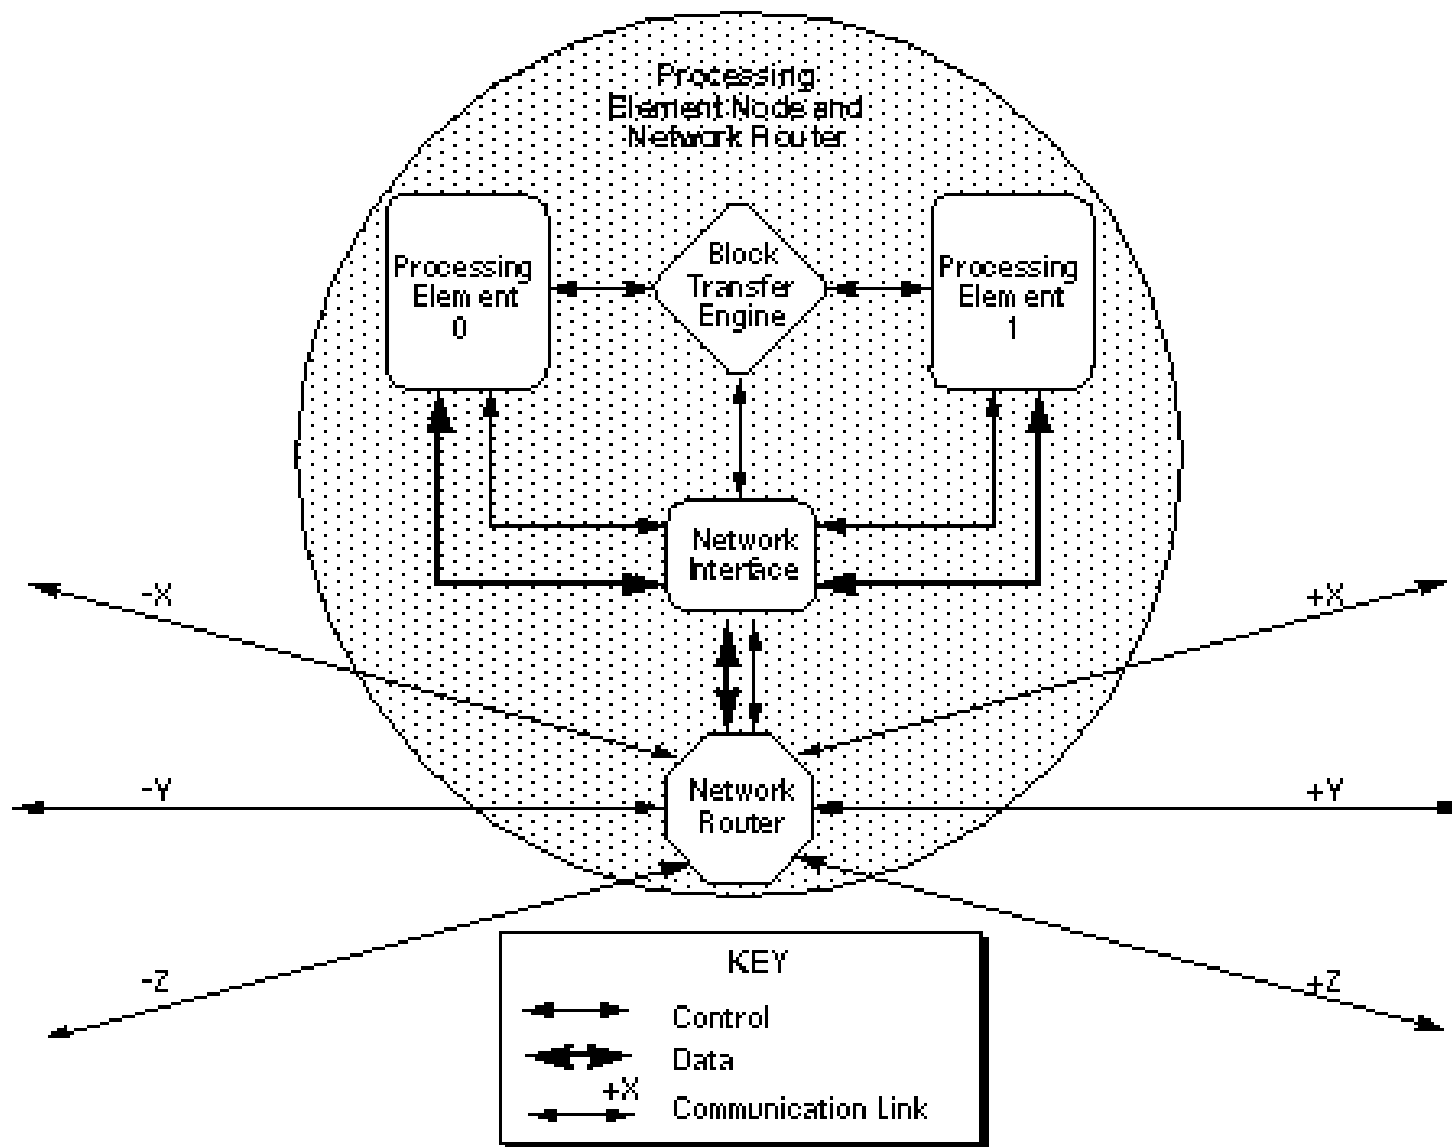 Processing
Element Node and
Network Router
Processing
Element
0
Block
Transfer
Engine
Processing
Element
1
Network
Interface
-X
+X
-Y
+Y
Network
Router
-Z
+Z
KEY
Control
Data
+X
Communication Link